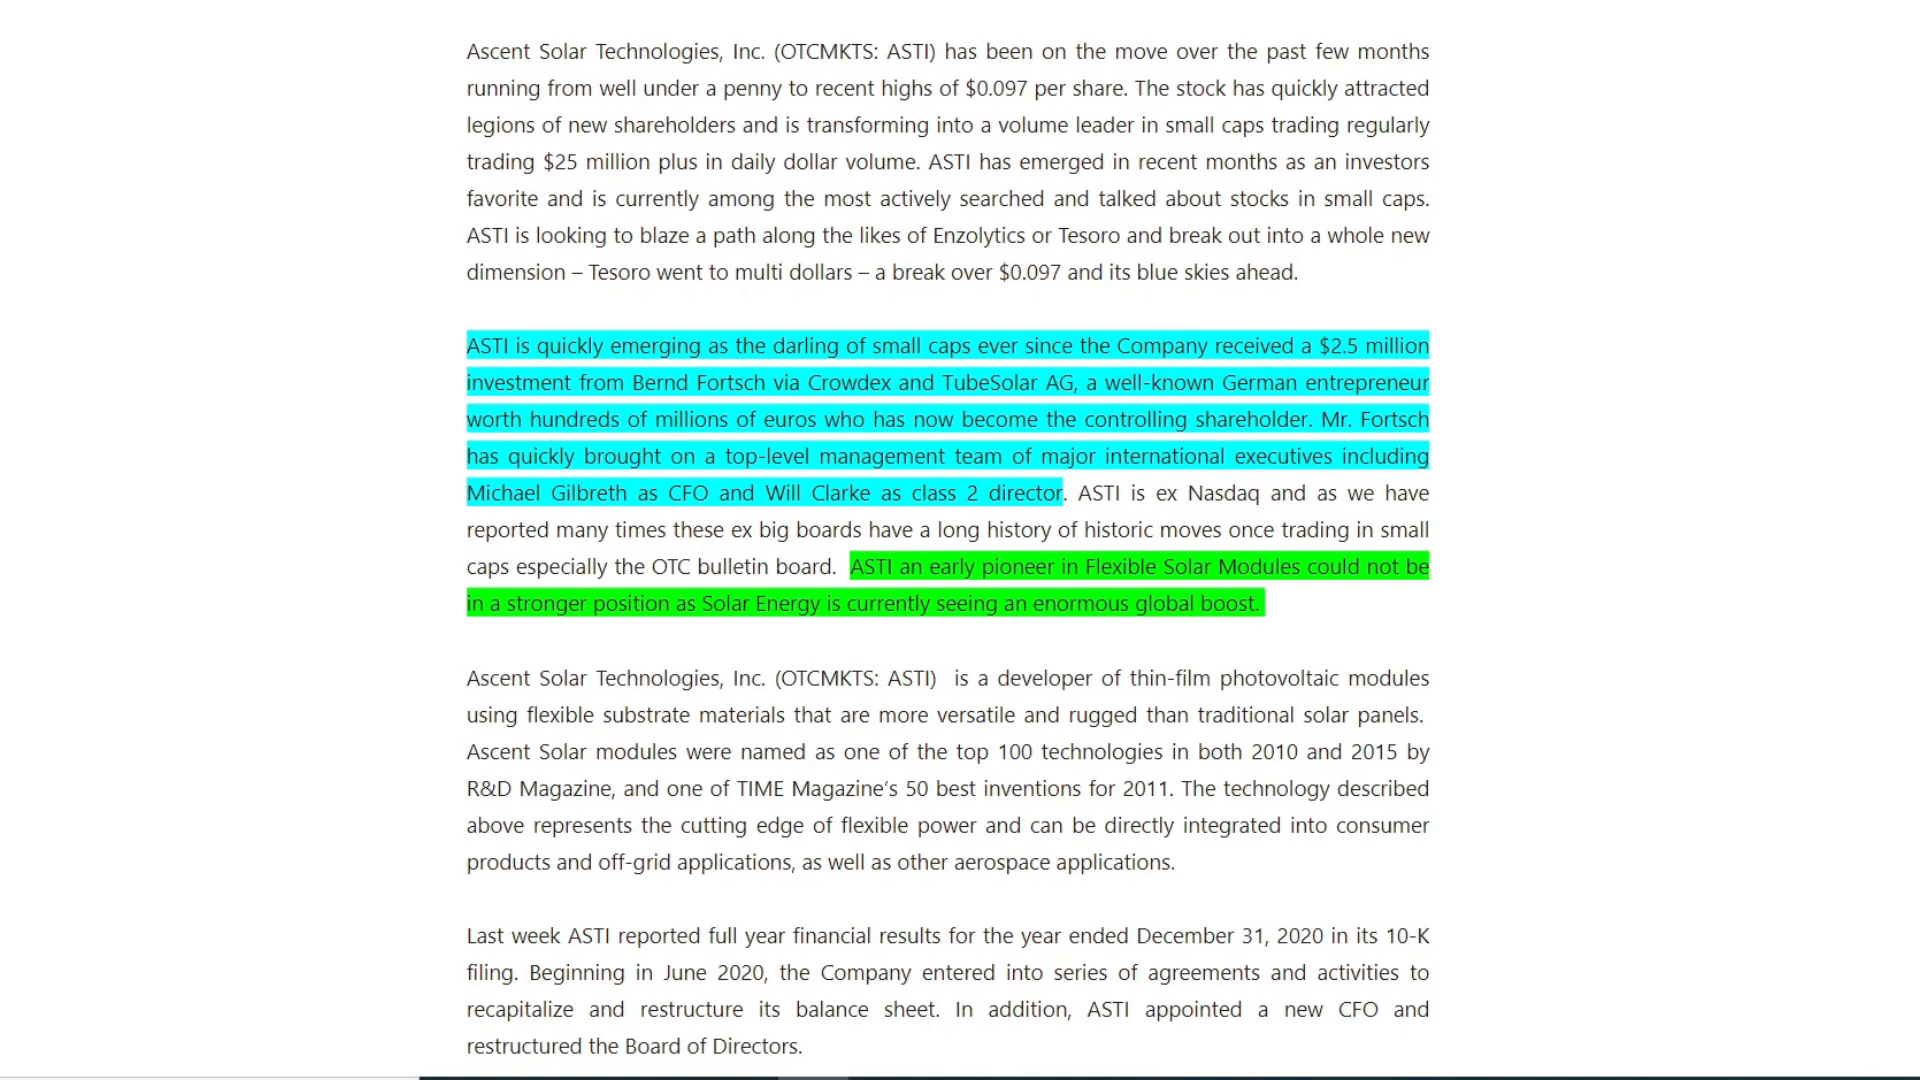 Ascent Solar Technologies, Inc. (OTCMKTS: ASTI) has been on the move over the past few months
running from well under a penny to recent highs of $0.097 per share. The stock has quickly attracted
legions of new shareholders and is transforming into a volume leader in small caps trading regularly
trading $25 million plus in daily dollar volume. ASTI has emerged in recent months as an investors
favorite and is currently among the most actively searched and talked about stocks in small caps.
ASTI is looking to blaze a path along the likes of Enzolytics or Tesoro and break out into a whole new
dimension – Tesoro went to multi dollars – a break over $0.097 and its blue skies ahead.
ASTI is quickly emerging as the darling of small caps ever since the Company received a $2.5 million
investment from Bernd Fortsch via Crowdex and TubeSolar AG, a well-known German entrepreneur
worth hundreds of millions of euros who has now become the controlling shareholder. Mr. Fortsch
has quickly brought on a top-level management team of major international executives including
Michael Gilbreth as CFO and Will Clarke as class 2 director. ASTI is ex Nasdaq and as we have
reported many times these ex big boards have a long history of historic moves once trading in small
caps especially the OTC bulletin board. ASTI an early pioneer in Flexible Solar Modules could not be
in a stronger position as Solar Energy is currently seeing an enormous global boost.
Ascent Solar Technologies, Inc. (OTCMKTS: ASTI) is a developer of thin-film photovoltaic modules
using flexible substrate materials that are more versatile and rugged than traditional solar panels.
Ascent Solar modules were named as one of the top 100 technologies in both 2010 and 2015 by
R&D Magazine, and one of TIME Magazine's 50 best inventions for 2011. The technology described
above represents the cutting edge of flexible power and can be directly integrated into consumer
products and off-grid applications, as well as other aerospace applications.
Last week ASTI reported full year financial results for the year ended December 31, 2020 in its 10-K
filing. Beginning in June 2020, the Company entered into series of agreements and activities to
recapitalize and restructure its balance sheet. In addition, ASTI appointed a new CFO and
restructured the Board of Directors.